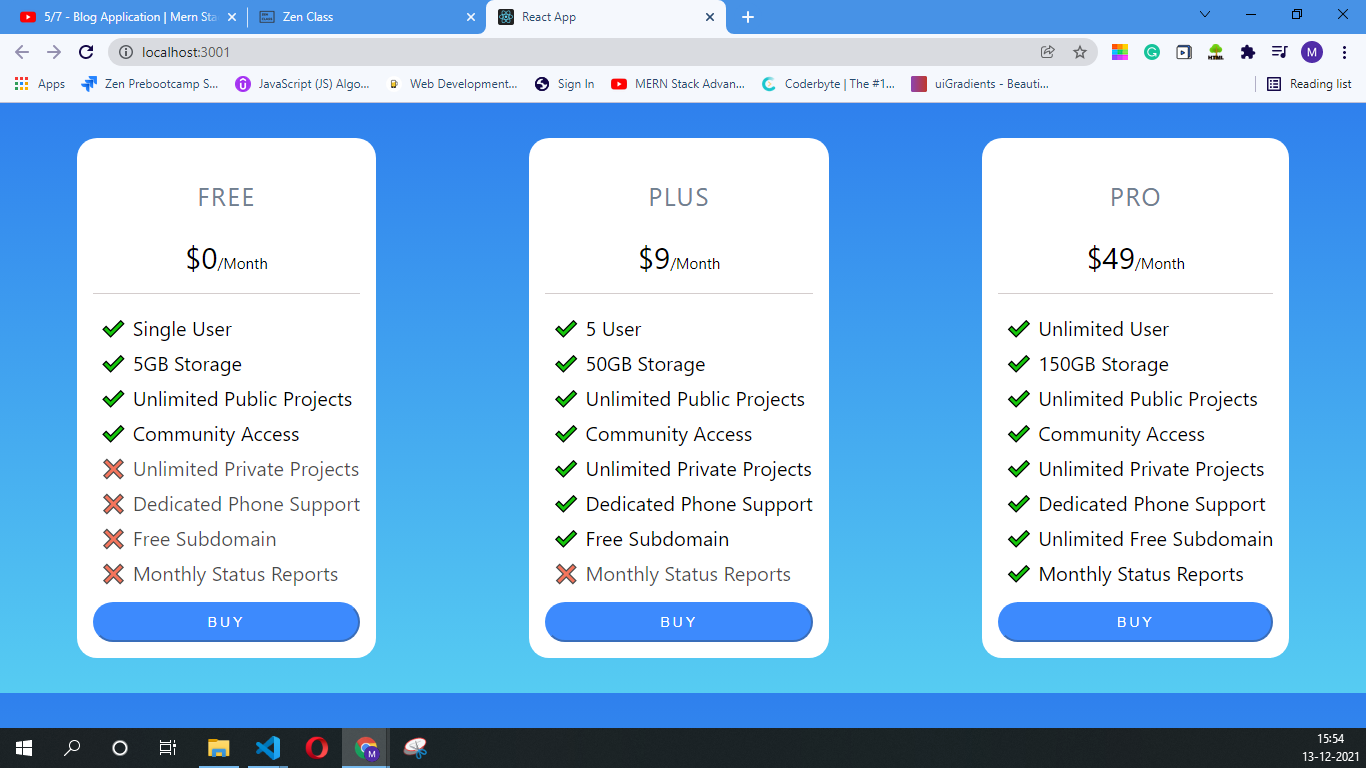 5/7 - Blog Application | Mern Sta
Zen Class
React App
localhost:3001
M
Apps
Zen Prebootcamp S...
JavaScript (JS) Algo...
Web Development...
Sign In
MERN Stack Advan...
Coderbyte | The #1...
uiGradients - Beauti...
Reading list
FREE
$0/Month
Single User
5GB Storage
Unlimited Public Projects
Community Access
Unlimited Private Projects
Dedicated Phone Support
Free Subdomain
Monthly Status Reports
BUY
PLUS
$9/Month
5 User
50GB Storage
Unlimited Public Projects
Community Access
Unlimited Private Projects
Dedicated Phone Support
Free Subdomain
Monthly Status Reports
BUY
PRO
$49/Month
Unlimited User
150GB Storage
Unlimited Public Projects
Community Access
Unlimited Private Projects
Dedicated Phone Support
Unlimited Free Subdomain
Monthly Status Reports
BUY
M
15:54
13-12-2021